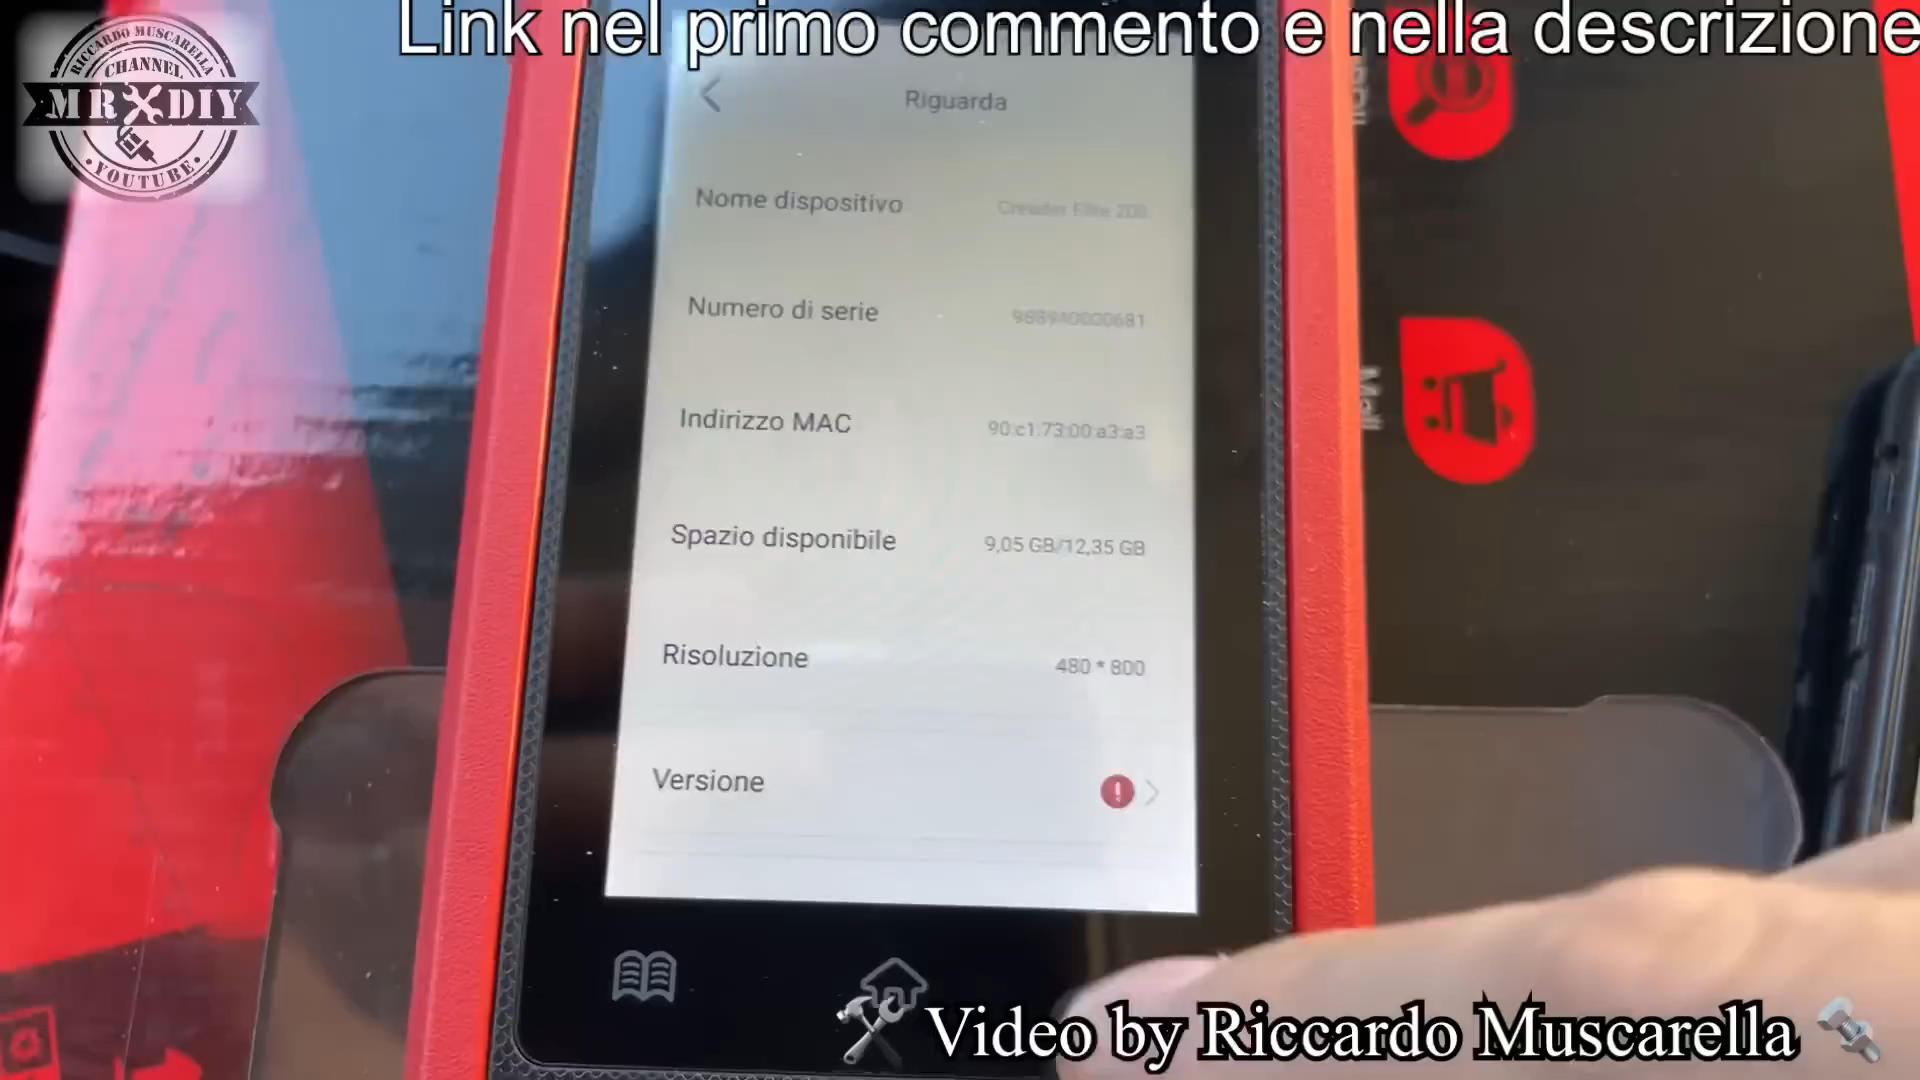 Link nel primo commento e nella descrizione
RICCARDO MUSCARELLA
CHANNEL
MR DIY
YOUTUBE
Riguarda
Nome dispositivo
Numero di serie
Indirizzo MAC 90:c1:73:00:a3:a3
Spazio disponibile 9,05 GB/12,35 GB
Risoluzione 480 * 800
Versione
Mall
Video by Riccardo Muscarella